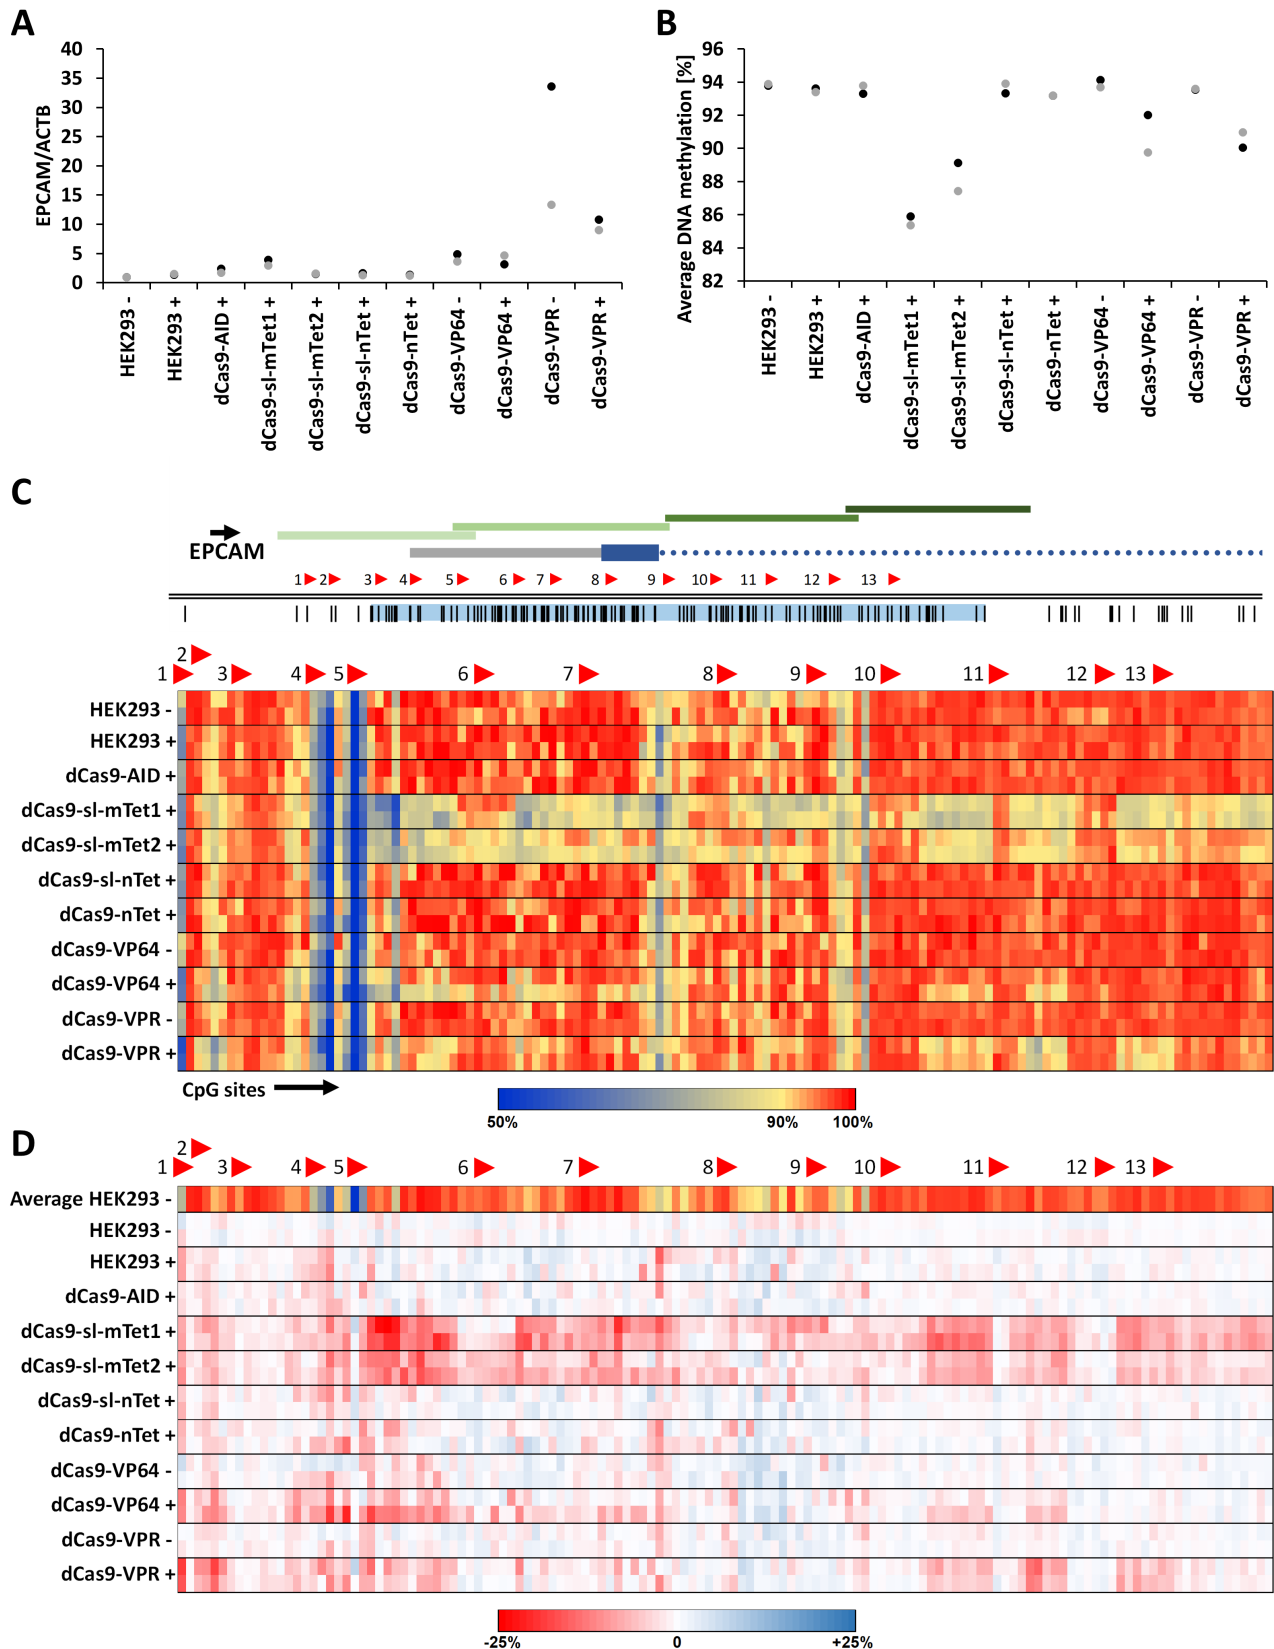 A
B
40
35
30
25
20
15
10
5
0
EPCAM/ACTB
HEK293 -
HEK293 +
dCas9-AID +
dCas9-sl-mTet1 +
dCas9-sl-mTet2 +
dCas9-sl-nTet +
dCas9-nTet +
dCas9-VP64 -
dCas9-VP64 +
dCas9-VPR -
dCas9-VPR +
96
94
92
90
88
86
84
82
Average DNA methylation [%]
HEK293 -
HEK293 +
dCas9-AID +
dCas9-sl-mTet1 +
dCas9-sl-mTet2 +
dCas9-sl-nTet +
dCas9-nTet +
dCas9-VP64 -
dCas9-VP64 +
dCas9-VPR -
dCas9-VPR +
C
EPCAM
1 2 3 4 5 6 7 8 9 10 11 12 13
2
1 3 4 5 6 7 8 9 10 11 12 13
HEK293 -
HEK293 +
dCas9-AID +
dCas9-sl-mTet1 +
dCas9-sl-mTet2 +
dCas9-sl-nTet +
dCas9-nTet +
dCas9-VP64 -
dCas9-VP64 +
dCas9-VPR -
dCas9-VPR +
CpG sites
50% 90% 100%
D
2
1 3 4 5 6 7 8 9 10 11 12 13
Average HEK293 -
HEK293 -
HEK293 +
dCas9-AID +
dCas9-sl-mTet1 +
dCas9-sl-mTet2 +
dCas9-sl-nTet +
dCas9-nTet +
dCas9-VP64 -
dCas9-VP64 +
dCas9-VPR -
dCas9-VPR +
-25% 0 +25%